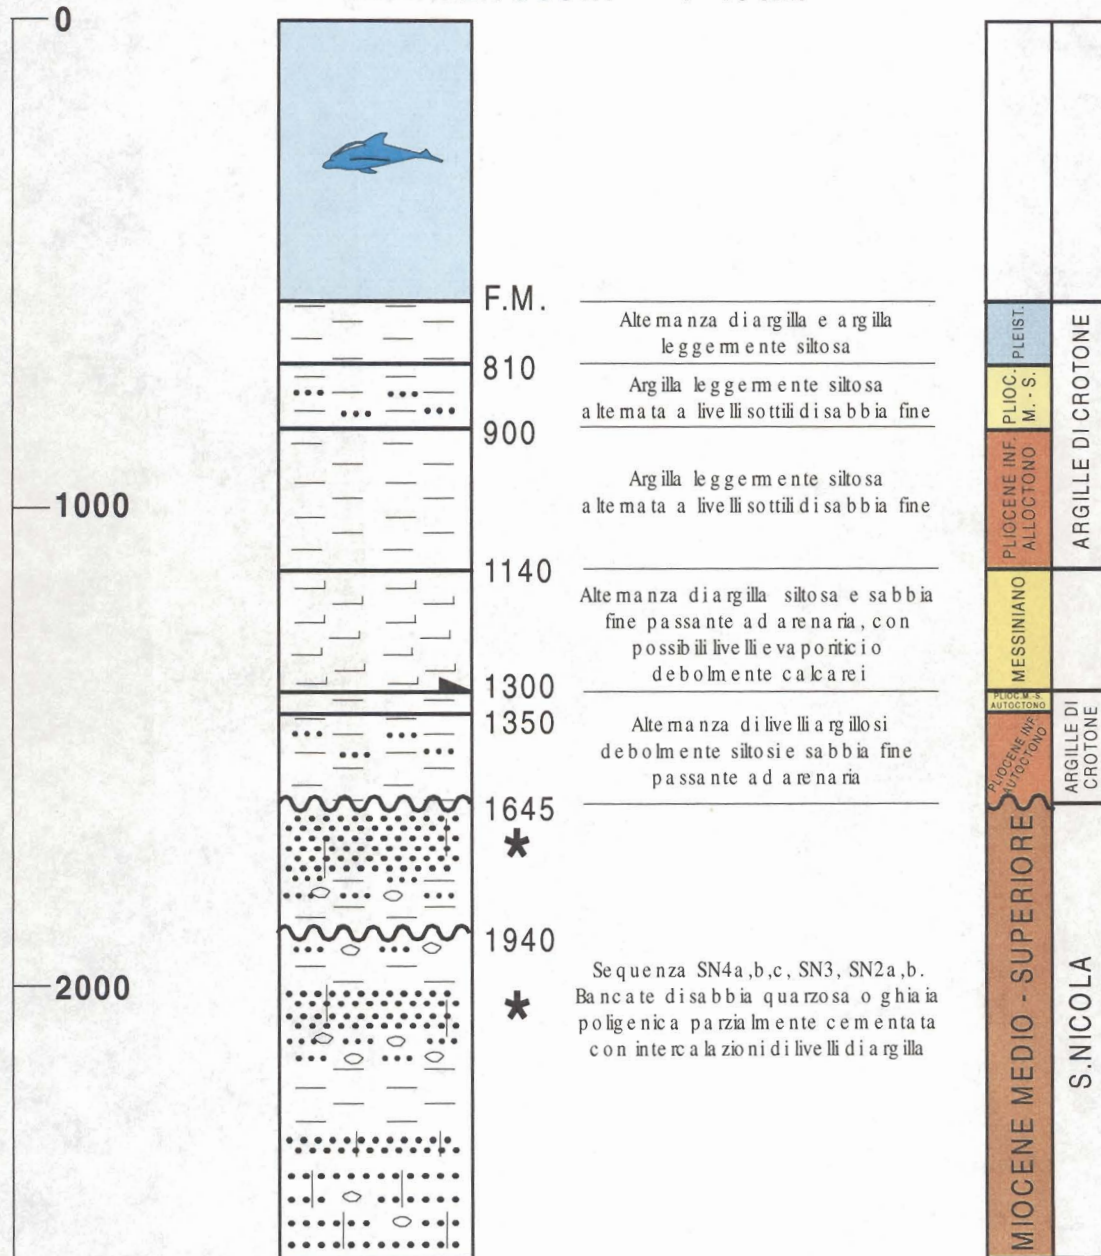 0
F.M.
Alternanza di argilla e argilla
leggermente siltosa
PLEIST.
810
Argilla leggermente siltosa
alternata a livelli sottili di sabbia fine
PLIOC.
M. - S.
900
1000
Argilla leggermente siltosa
alternata a livelli sottili di sabbia fine
PLIOCENE INF.
ALLOCTONO
ARGILLE DI CROTONE
1140
Alternanza di argilla siltosa e sabbia
fine passante ad arenaria, con
possibili livelli evaporitici o
debolmente calcarei
MESSINIANO
1300
PLIOC.M.-S.
AUTOCTONO
1350
Alternanza di livelli argillosi
debolmente siltosi e sabbia fine
passante ad arenaria
PLIOCENE INF.
AUTOCTONO
ARGILLE DI
CROTONE
1645
*
1940
2000
*
Sequenza SN4a,b,c, SN3, SN2a,b.
Bancate di sabbia quarzosa o ghiaia
poligenica parzialmente cementata
con intercalazioni di livelli di argilla
MIOCENE MEDIO - SUPERIORE
S.NICOLA